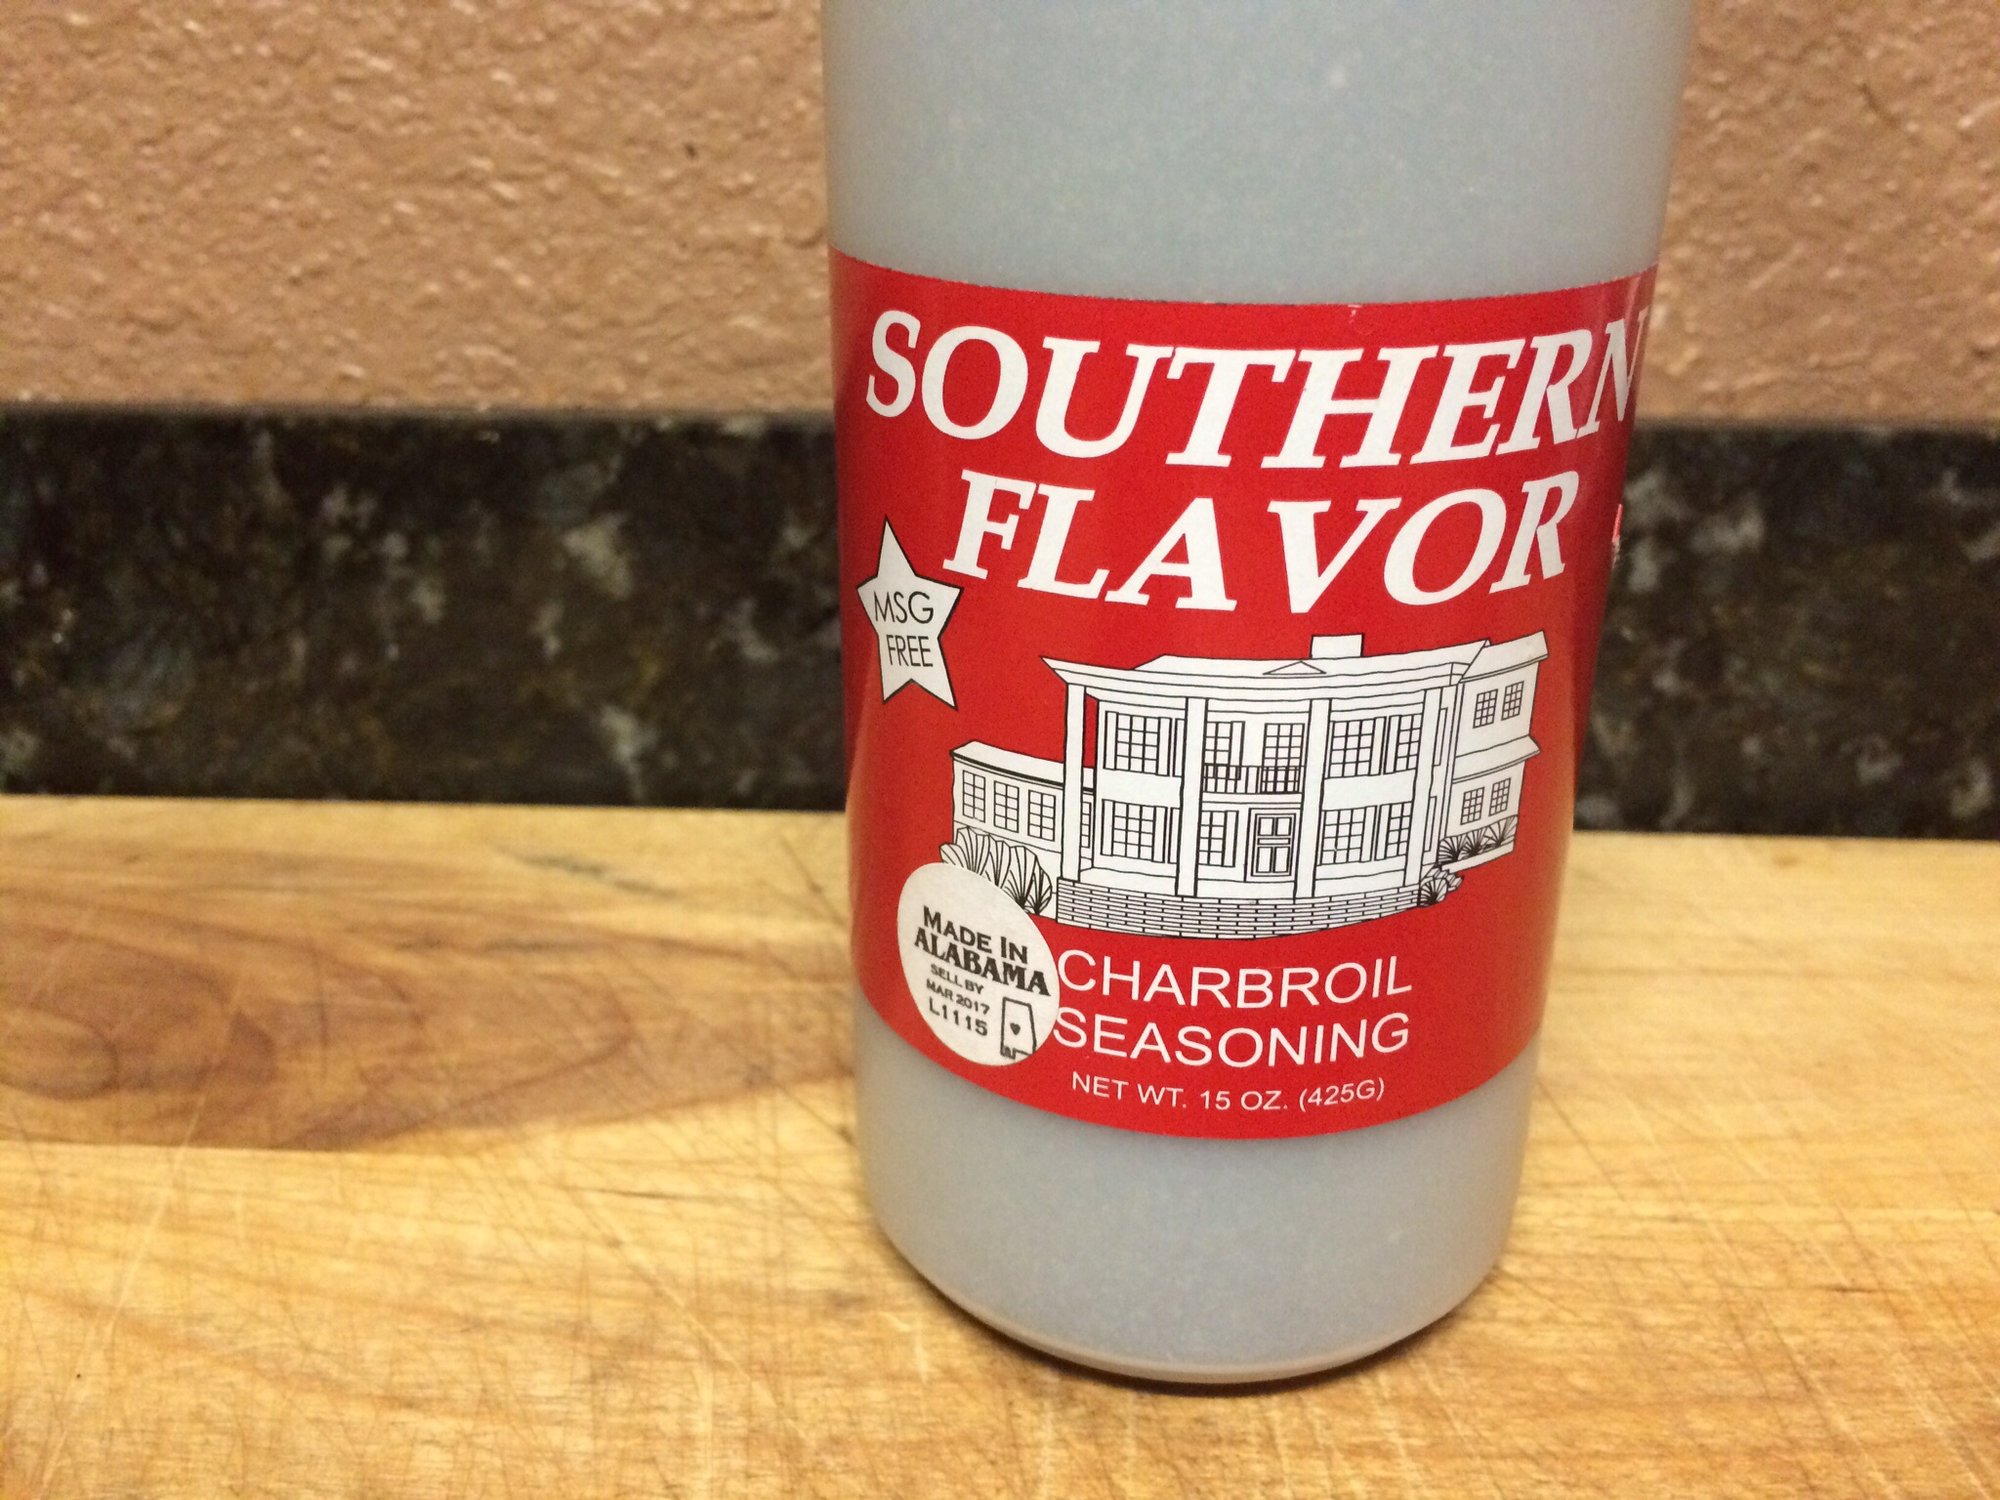 SOUTHERN
FLAVOR
MSG
FREE
MADE IN
ALABAMA
SELL BY
MAR 2017
L1115
CHARBROIL
SEASONING
NET WT. 15 OZ. (425G)